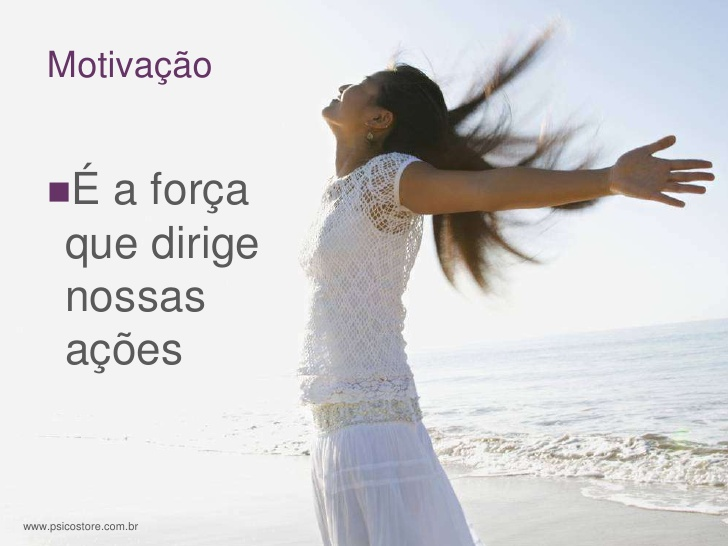 Motivação
É a força
que dirige
nossas
ações
www.psicostore.com.br